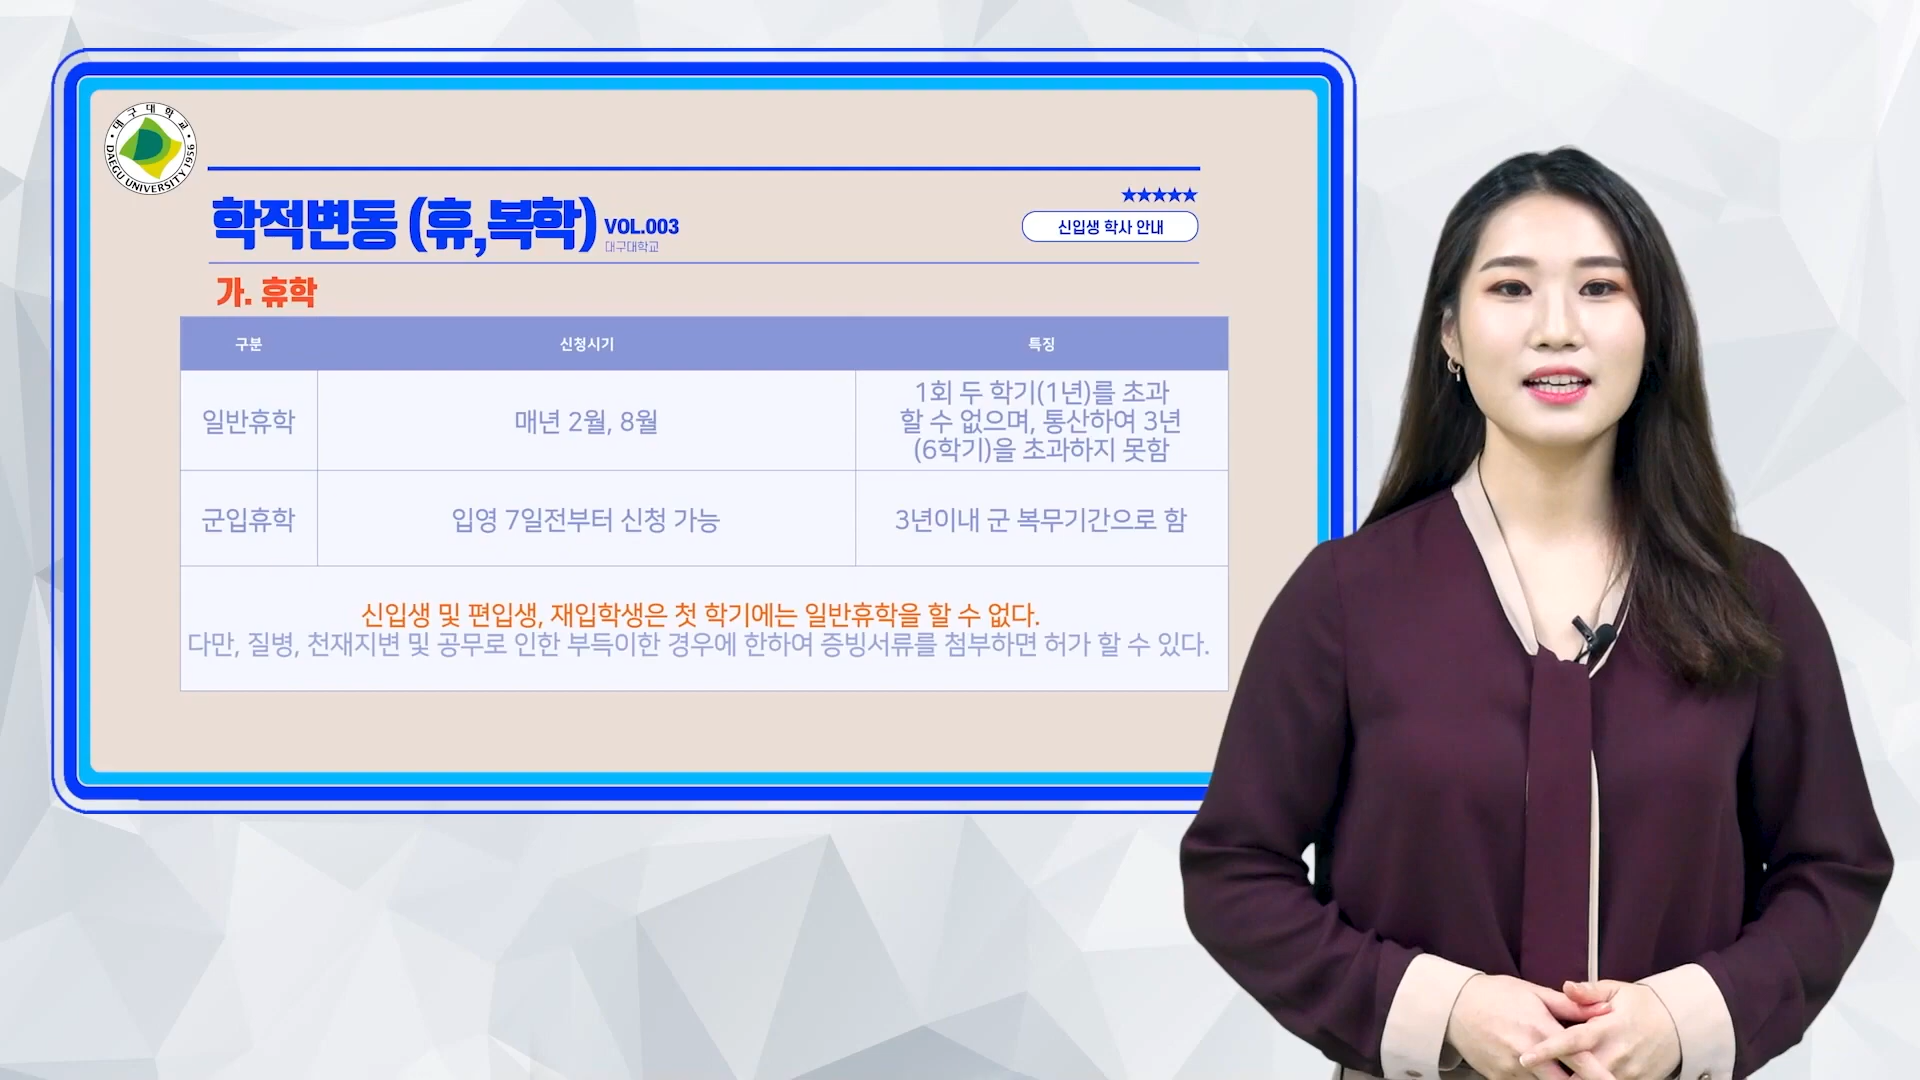 대구대학교
DAEGU UNIVERSITY 1956
★★★★★
학적변동 (휴,복학) VOL.003
대구대학교
신입생 학사 안내
가. 휴학
구분 신청시기 특징
일반휴학 매년 2월, 8월 1회 두 학기(1년)를 초과
할 수 없으며, 통산하여 3년
(6학기)을 초과하지 못함
군입휴학 입영 7일전부터 신청 가능 3년이내 군 복무기간으로 함
신입생 및 편입생, 재입학생은 첫 학기에는 일반휴학을 할 수 없다.
다만, 질병, 천재지변 및 공무로 인한 부득이한 경우에 한하여 증빙서류를 첨부하면 허가 할 수 있다.